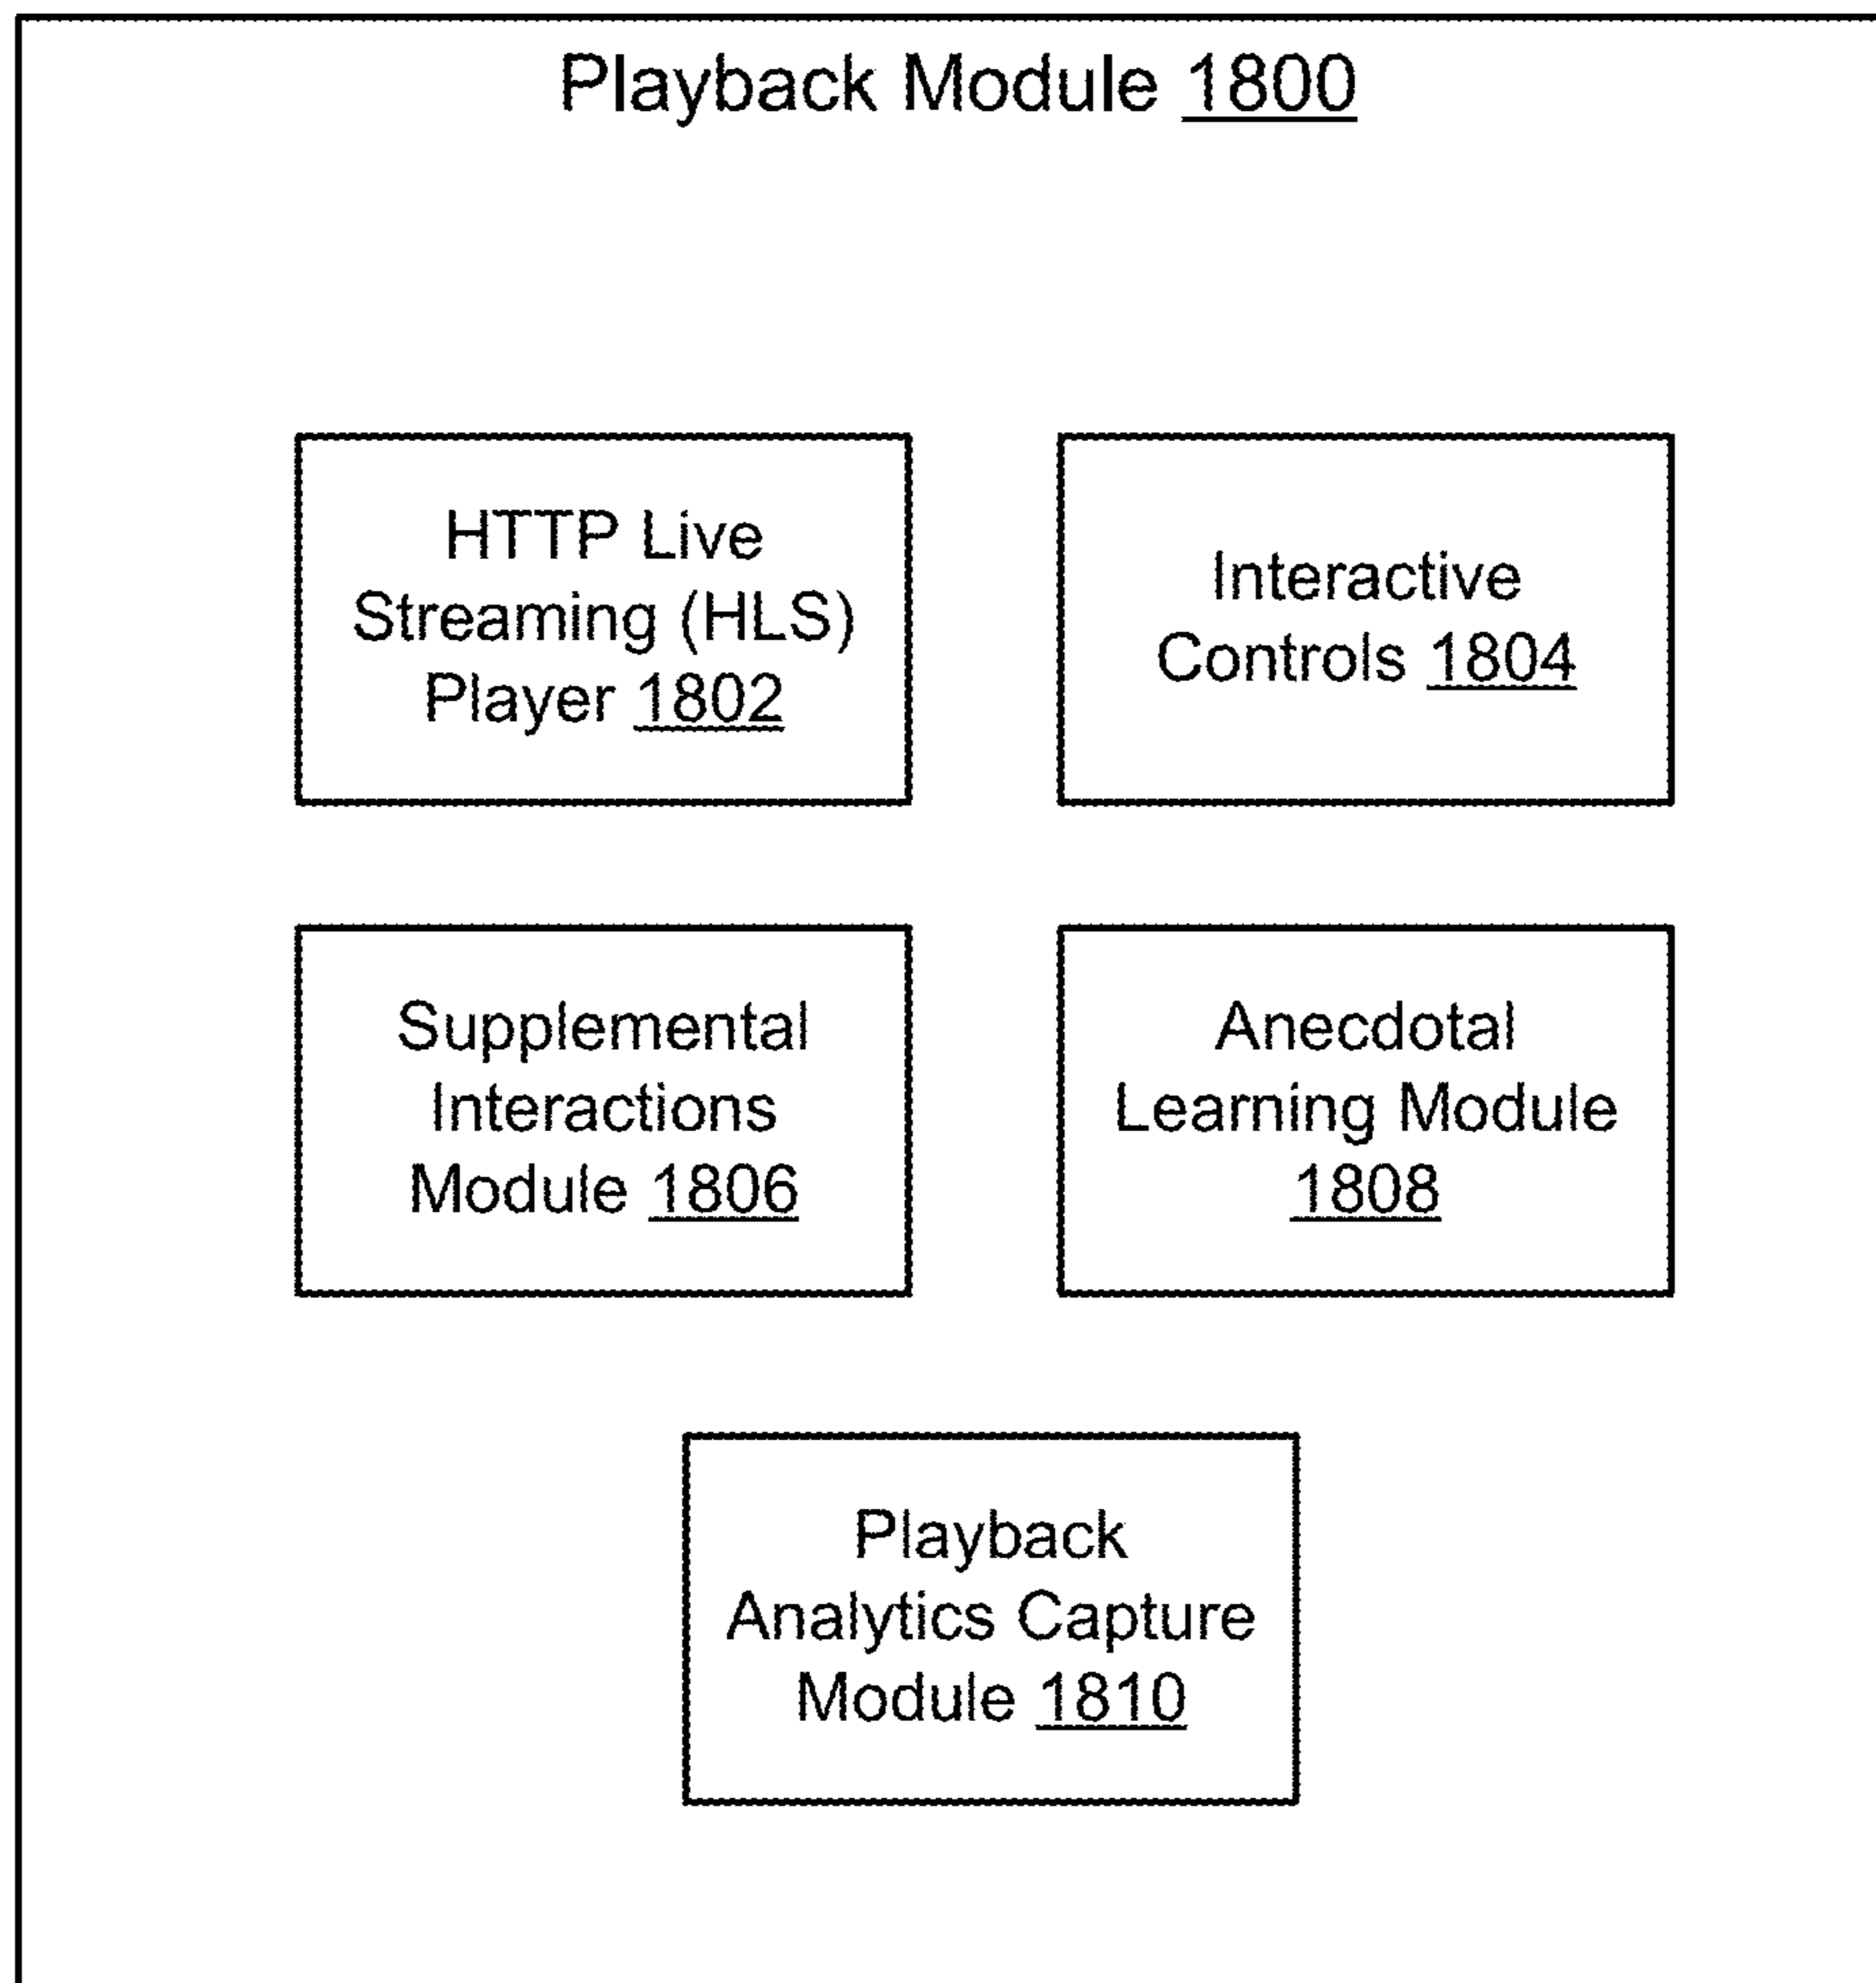 Playback Module 1800
HTTP Live
Streaming (HLS)
Player 1802
Interactive
Controls 1804
Supplemental
Interactions
Module 1806
Anecdotal
Learning Module
1808
Playback
Analytics Capture
Module 1810